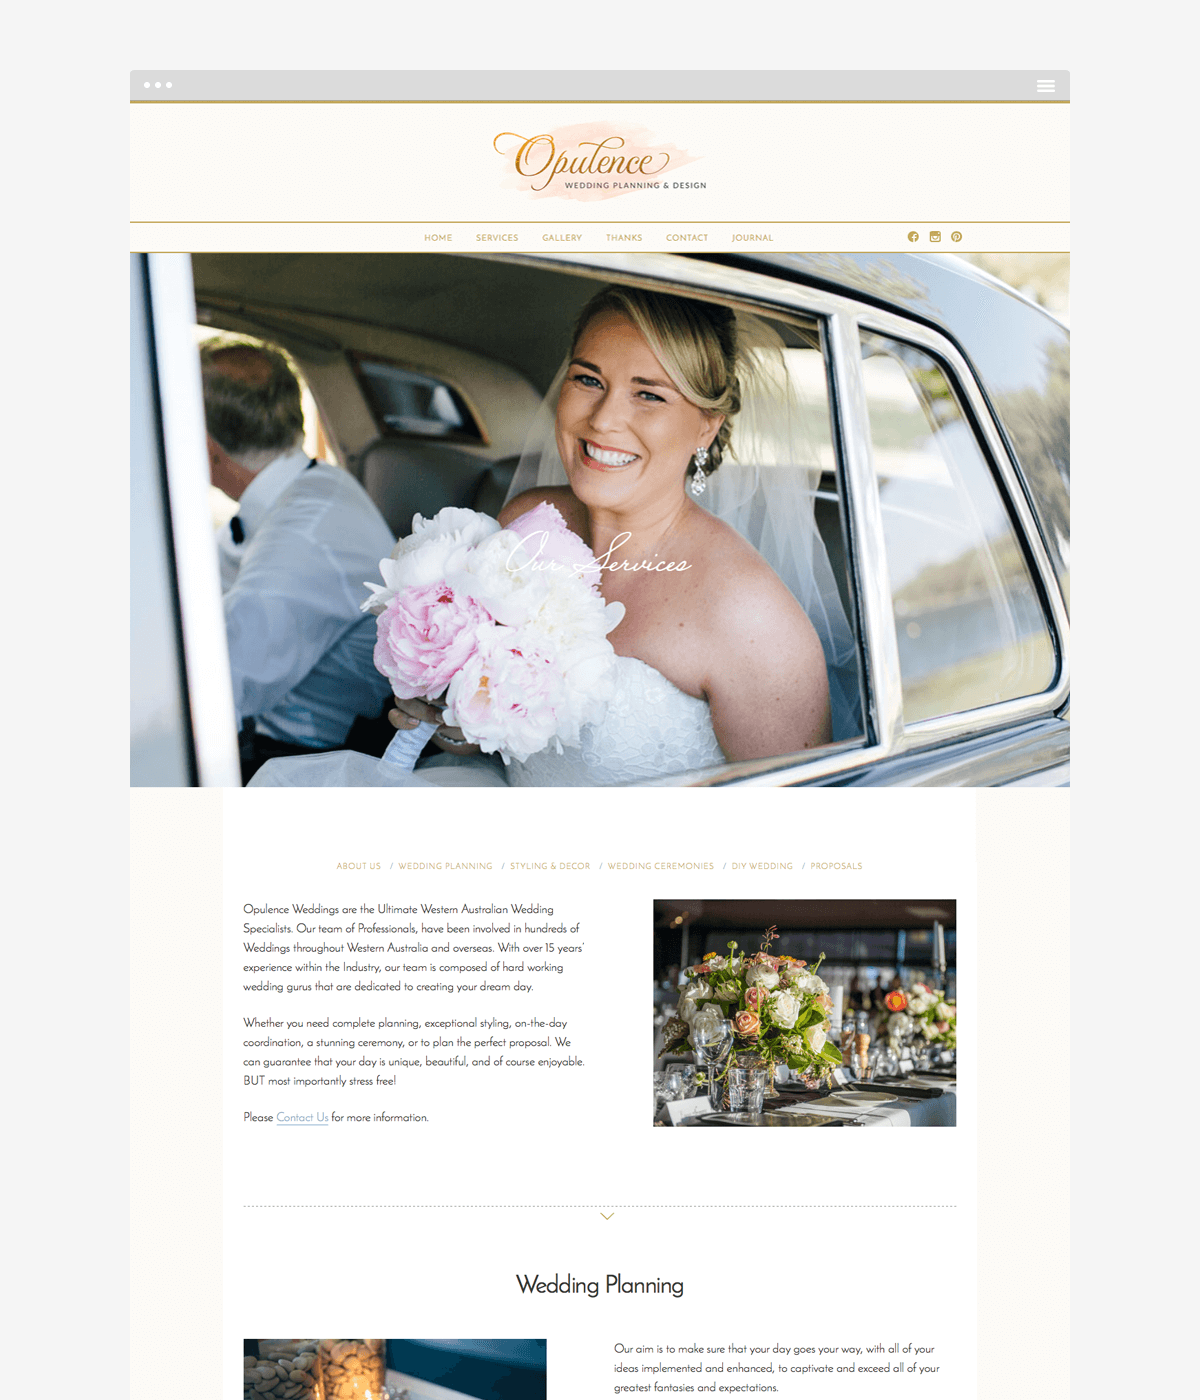 Opulence
WEDDING PLANNING & DESIGN
HOME SERVICES GALLERY THANKS CONTACT JOURNAL
Our Services
ABOUT US / WEDDING PLANNING / STYLING & DECOR / WEDDING CEREMONIES / DIY WEDDING / PROPOSALS
Opulence Weddings are the Ultimate Western Australian Wedding
Specialists. Our team of Professionals, have been involved in hundreds of
Weddings throughout Western Australia and overseas. With over 15 years'
experience within the Industry, our team is composed of hard working
wedding gurus that are dedicated to creating your dream day.
Whether you need complete planning, exceptional styling, on-the-day
coordination, a stunning ceremony, or to plan the perfect proposal. We
can guarantee that your day is unique, beautiful, and of course enjoyable.
BUT most importantly stress free!
Please Contact Us for more information.
Wedding Planning
Our aim is to make sure that your day goes your way, with all of your
ideas implemented and enhanced, to captivate and exceed all of your
greatest fantasies and expectations.